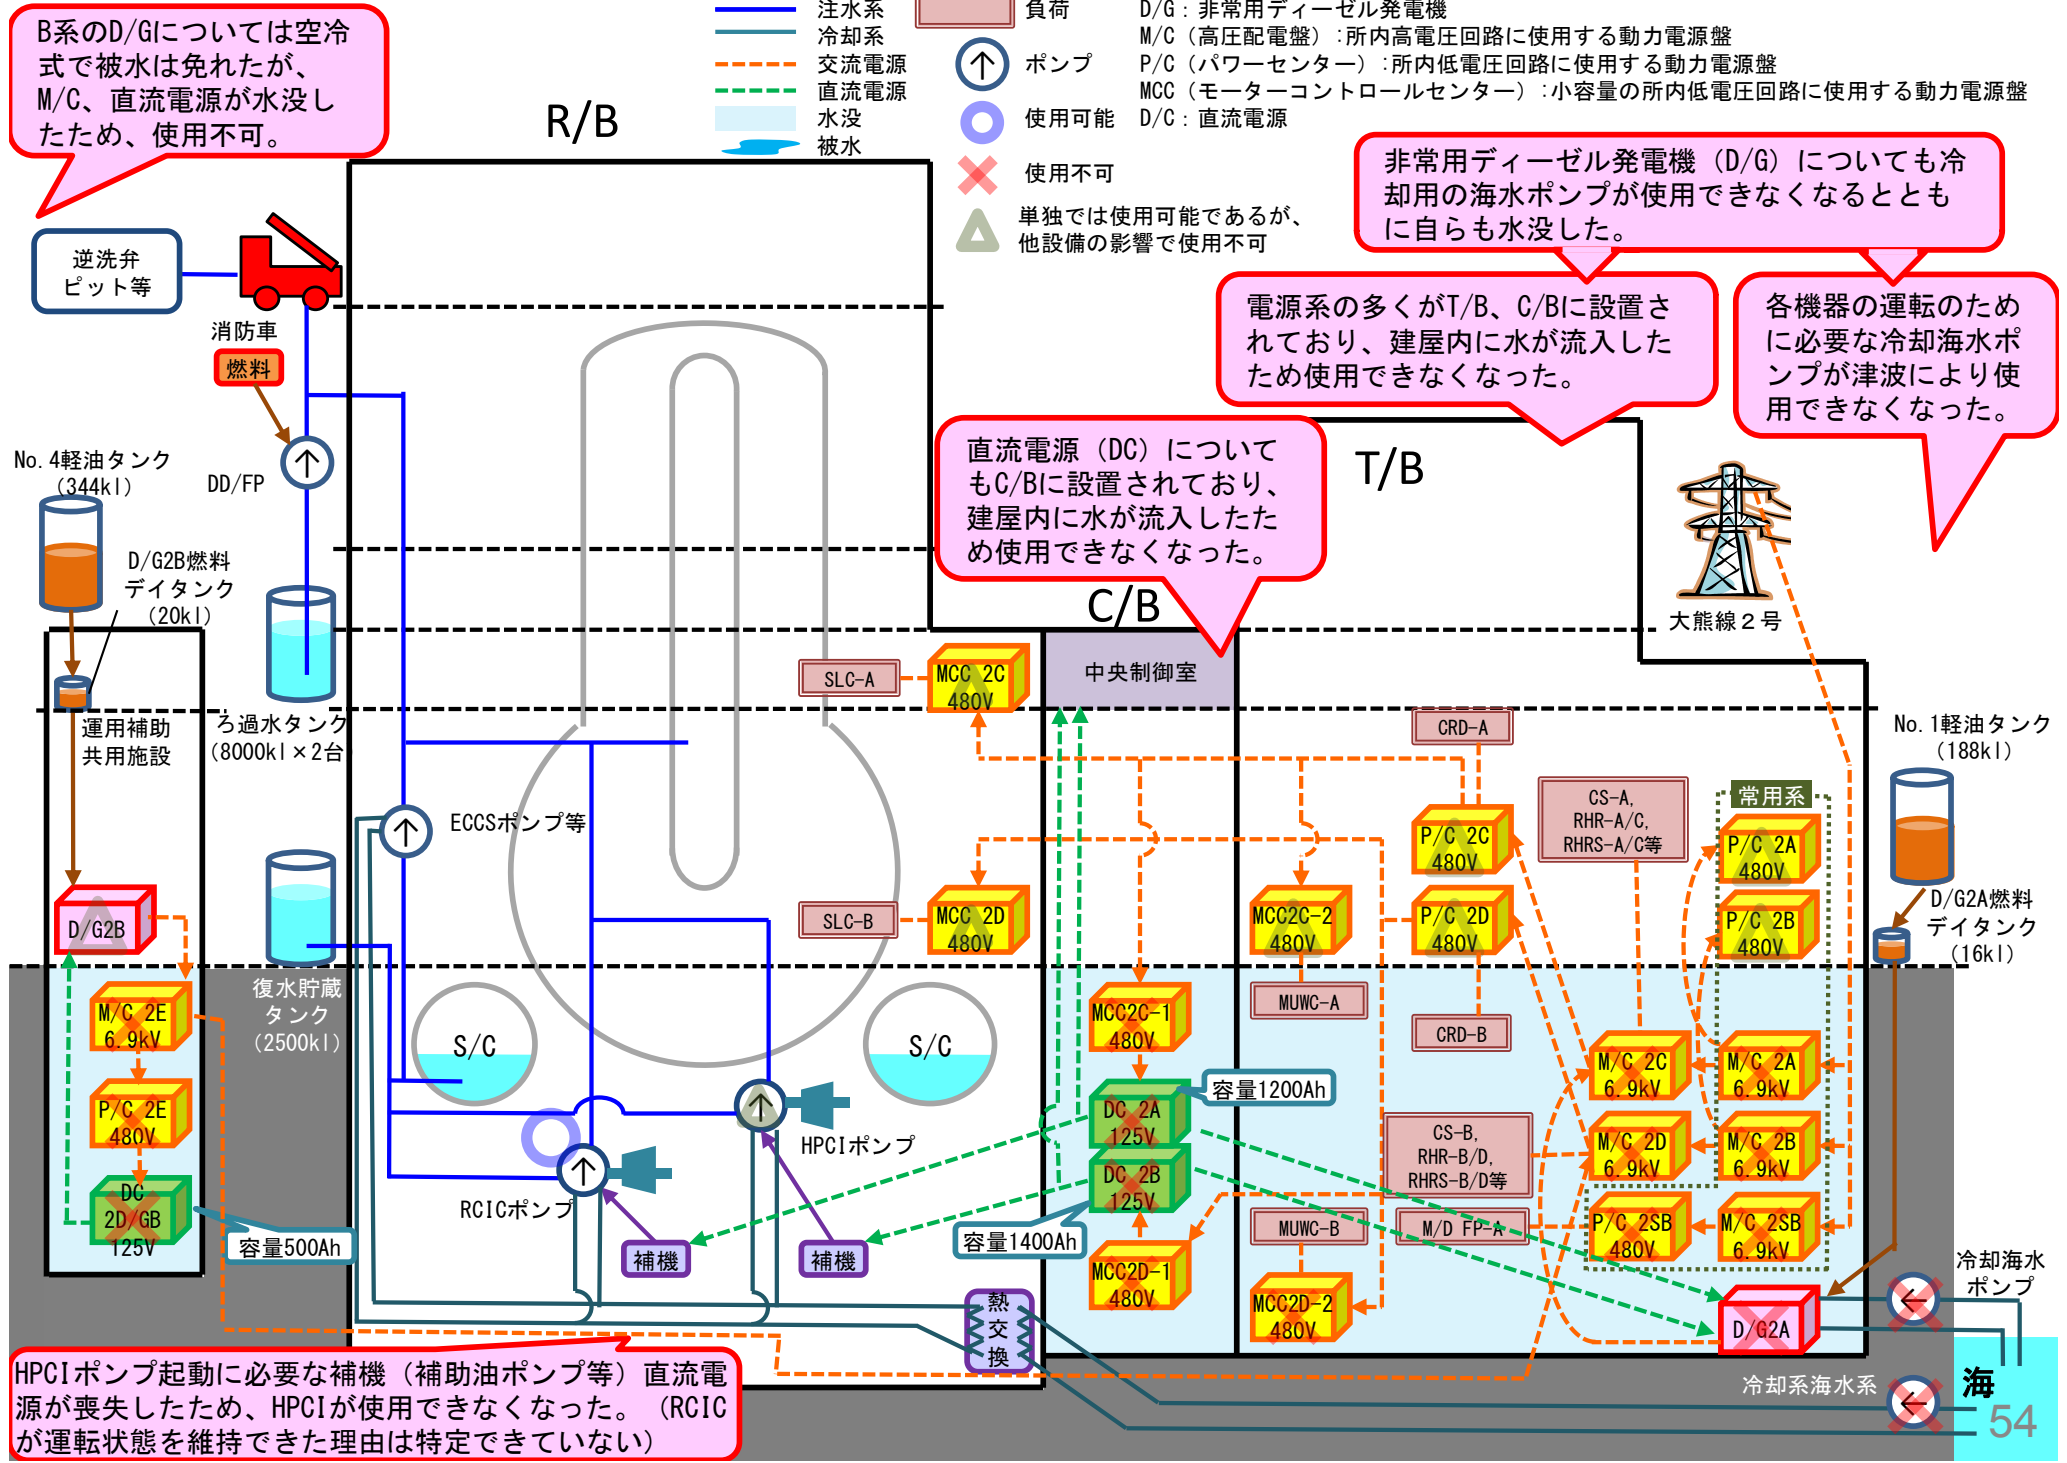 B系のD/Gについては空冷
式で被水は免れたが、
M/C、直流電源が水没し
たため、使用不可。
注水系
冷却系
交流電源
直流電源
水没
被水
負荷
ポンプ
使用可能
使用不可
単独では使用可能であるが、
他設備の影響で使用不可
D/G：非常用ディーゼル発電機
M/C（高圧配電盤）：所内高電圧回路に使用する動力電源盤
P/C（パワーセンター）：所内低電圧回路に使用する動力電源盤
MCC（モーターコントロールセンター）：小容量の所内低電圧回路に使用する動力電源盤
D/C：直流電源
R/B
非常用ディーゼル発電機（D/G）についても冷
却用の海水ポンプが使用できなくなるととも
に自らも水没した。
電源系の多くがT/B、C/Bに設置さ
れており、建屋内に水が流入した
ため使用できなくなった。
各機器の運転のため
に必要な冷却海水ポ
ンプが津波により使
用できなくなった。
直流電源（DC）について
もC/Bに設置されており、
建屋内に水が流入したた
め使用できなくなった。
逆洗弁
ピット等
消防車
燃料
DD/FP
No.4軽油タンク
（344kl）
D/G2B燃料
デイタンク
（20kl）
運用補助
共用施設
ろ過水タンク
（8000kl×2台）
T/B
C/B
中央制御室
大熊線２号
SLC-A
MCC 2C
480V
CRD-A
No.1軽油タンク
（188kl）
ECCSポンプ等
CS-A,
RHR-A/C,
RHRS-A/C等
常用系
P/C 2C
480V
P/C 2A
480V
D/G2B
SLC-B
MCC 2D
480V
MCC2C-2
480V
P/C 2D
480V
P/C 2B
480V
D/G2A燃料
デイタンク
（16kl）
復水貯蔵
タンク
（2500kl）
M/C 2E
6.9kV
S/C
S/C
MCC2C-1
480V
MUWC-A
CRD-B
M/C 2C
6.9kV
M/C 2A
6.9kV
P/C 2E
480V
容量1200Ah
DC 2A
125V
HPCIポンプ
CS-B,
RHR-B/D,
RHRS-B/D等
M/C 2D
6.9kV
M/C 2B
6.9kV
DC
2D/GB
125V
容量500Ah
RCICポンプ
DC 2B
125V
容量1400Ah
補機
補機
MUWC-B
M/D FP-A
P/C 2SB
480V
M/C 2SB
6.9kV
MCC2D-1
480V
MCC2D-2
480V
熱
交
換
D/G2A
冷却海水
ポンプ
冷却系海水系
海
HPCIポンプ起動に必要な補機（補助油ポンプ等）直流電
源が喪失したため、HPCIが使用できなくなった。（RCIC
が運転状態を維持できた理由は特定できていない）
54